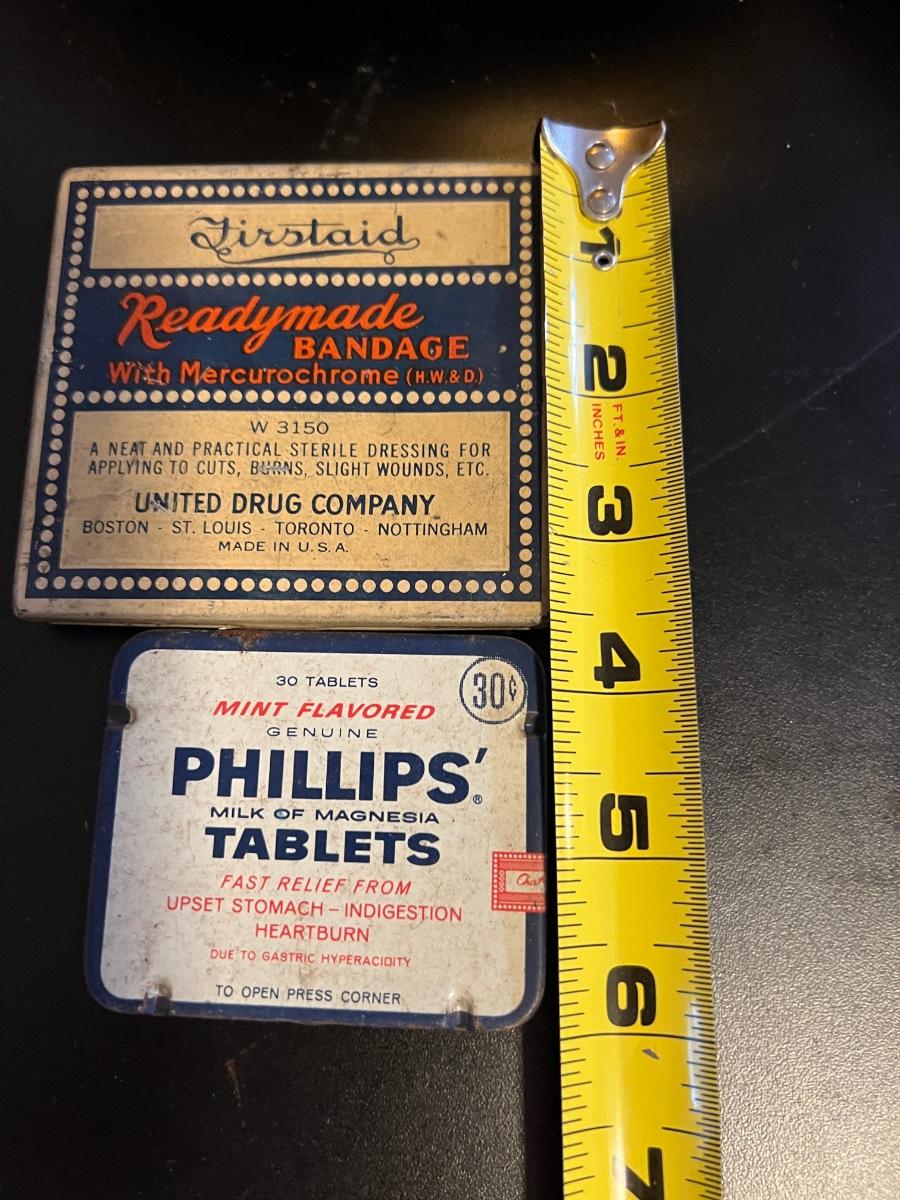 Firstaid
Readymade
BANDAGE
With Mercurochrome (H.W.& D.)
W 3150
A NEAT AND PRACTICAL STERILE DRESSING FOR
APPLYING TO CUTS, BURNS, SLIGHT WOUNDS, ETC.
UNITED DRUG COMPANY
BOSTON - ST. LOUIS - TORONTO - NOTTINGHAM
MADE IN U.S.A.
30 TABLETS
30¢
MINT FLAVORED
GENUINE
PHILLIPS'®
MILK OF MAGNESIA
TABLETS
FAST RELIEF FROM
UPSET STOMACH – INDIGESTION
HEARTBURN
DUE TO GASTRIC HYPERACIDITY
TO OPEN PRESS CORNER
1
2
FT. & IN.
INCHES
3
4
5
6
7